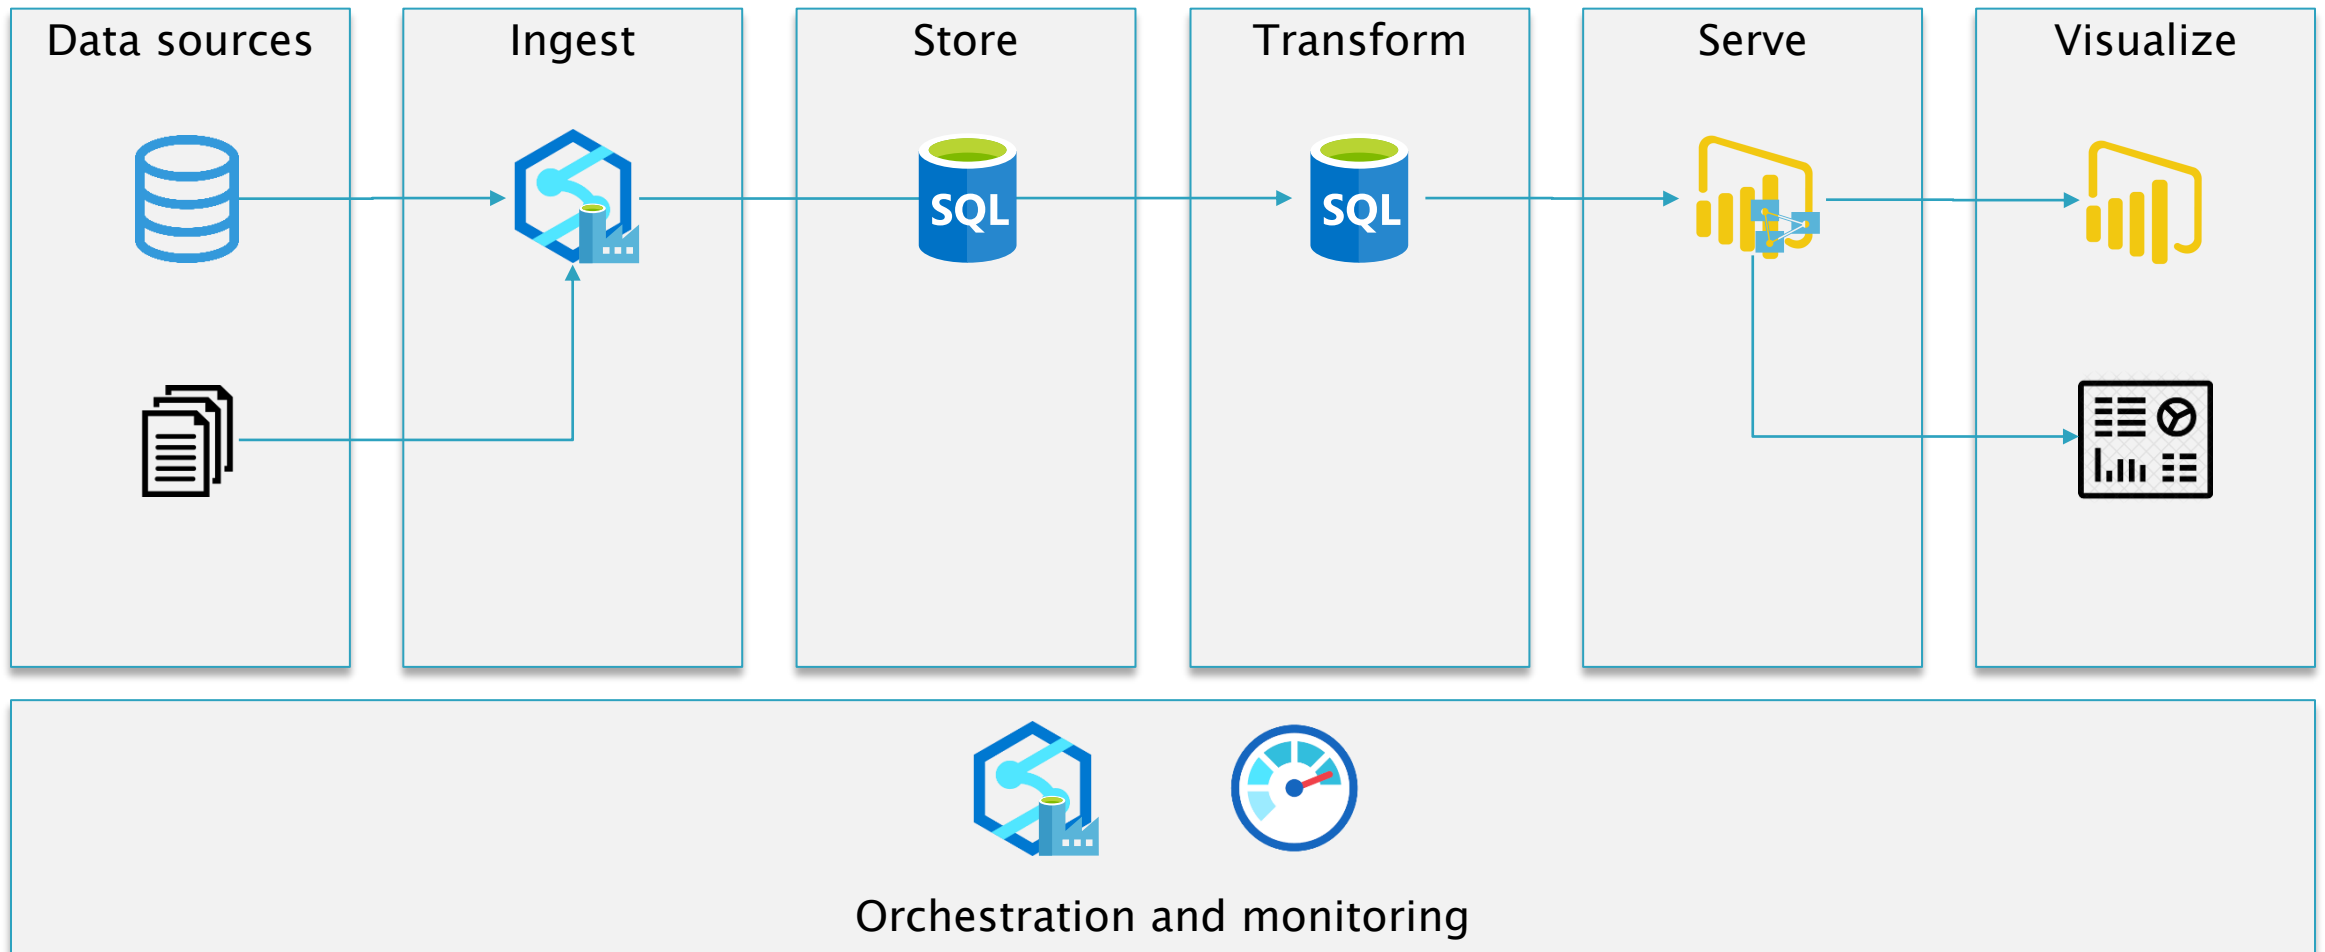 Data sources
Ingest
Store
Transform
Serve
Visualize
SQL
SQL
Orchestration and monitoring